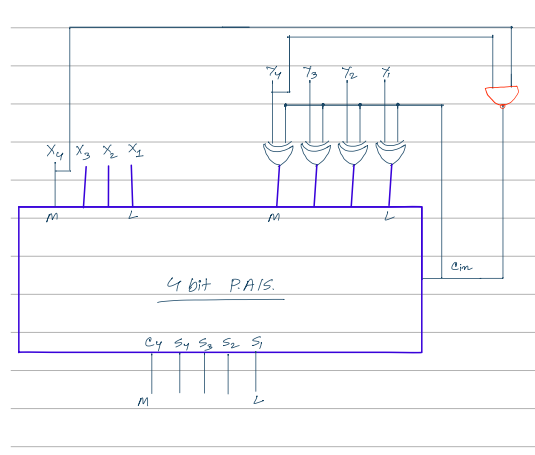 Y4 Y3 Y2 Y1
X4 X3 X2 X1
M L M L
Cin
4 bit P.A/S.
C4 S4 S3 S2 S1
M L